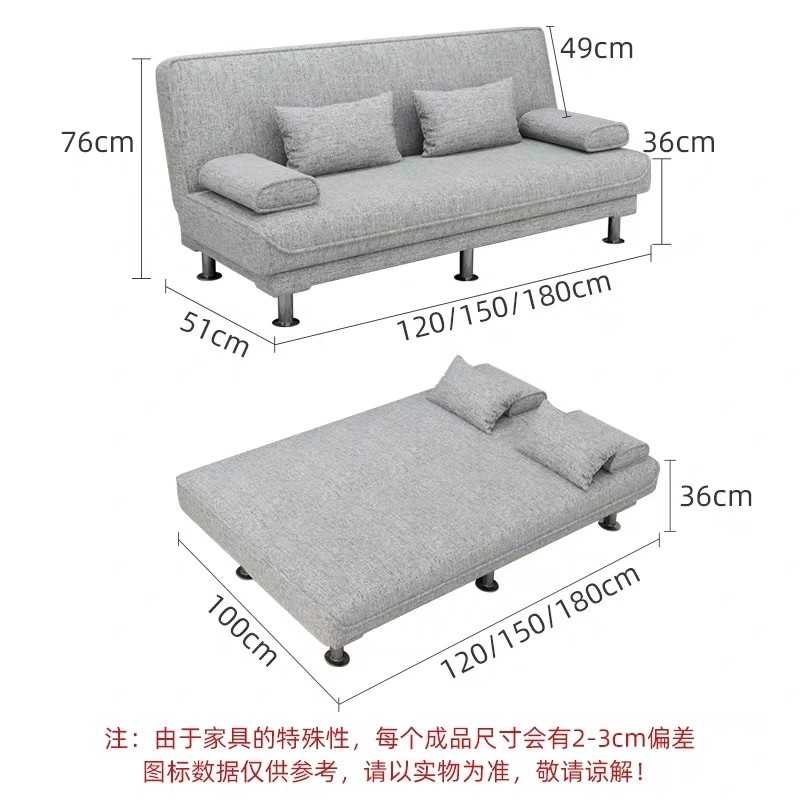 49cm
76cm
36cm
51cm
120/150/180cm
36cm
100cm
120/150/180cm
注：由于家具的特殊性，每个成品尺寸会有2-3cm偏差
图标数据仅供参考，请以实物为准，敬请谅解！